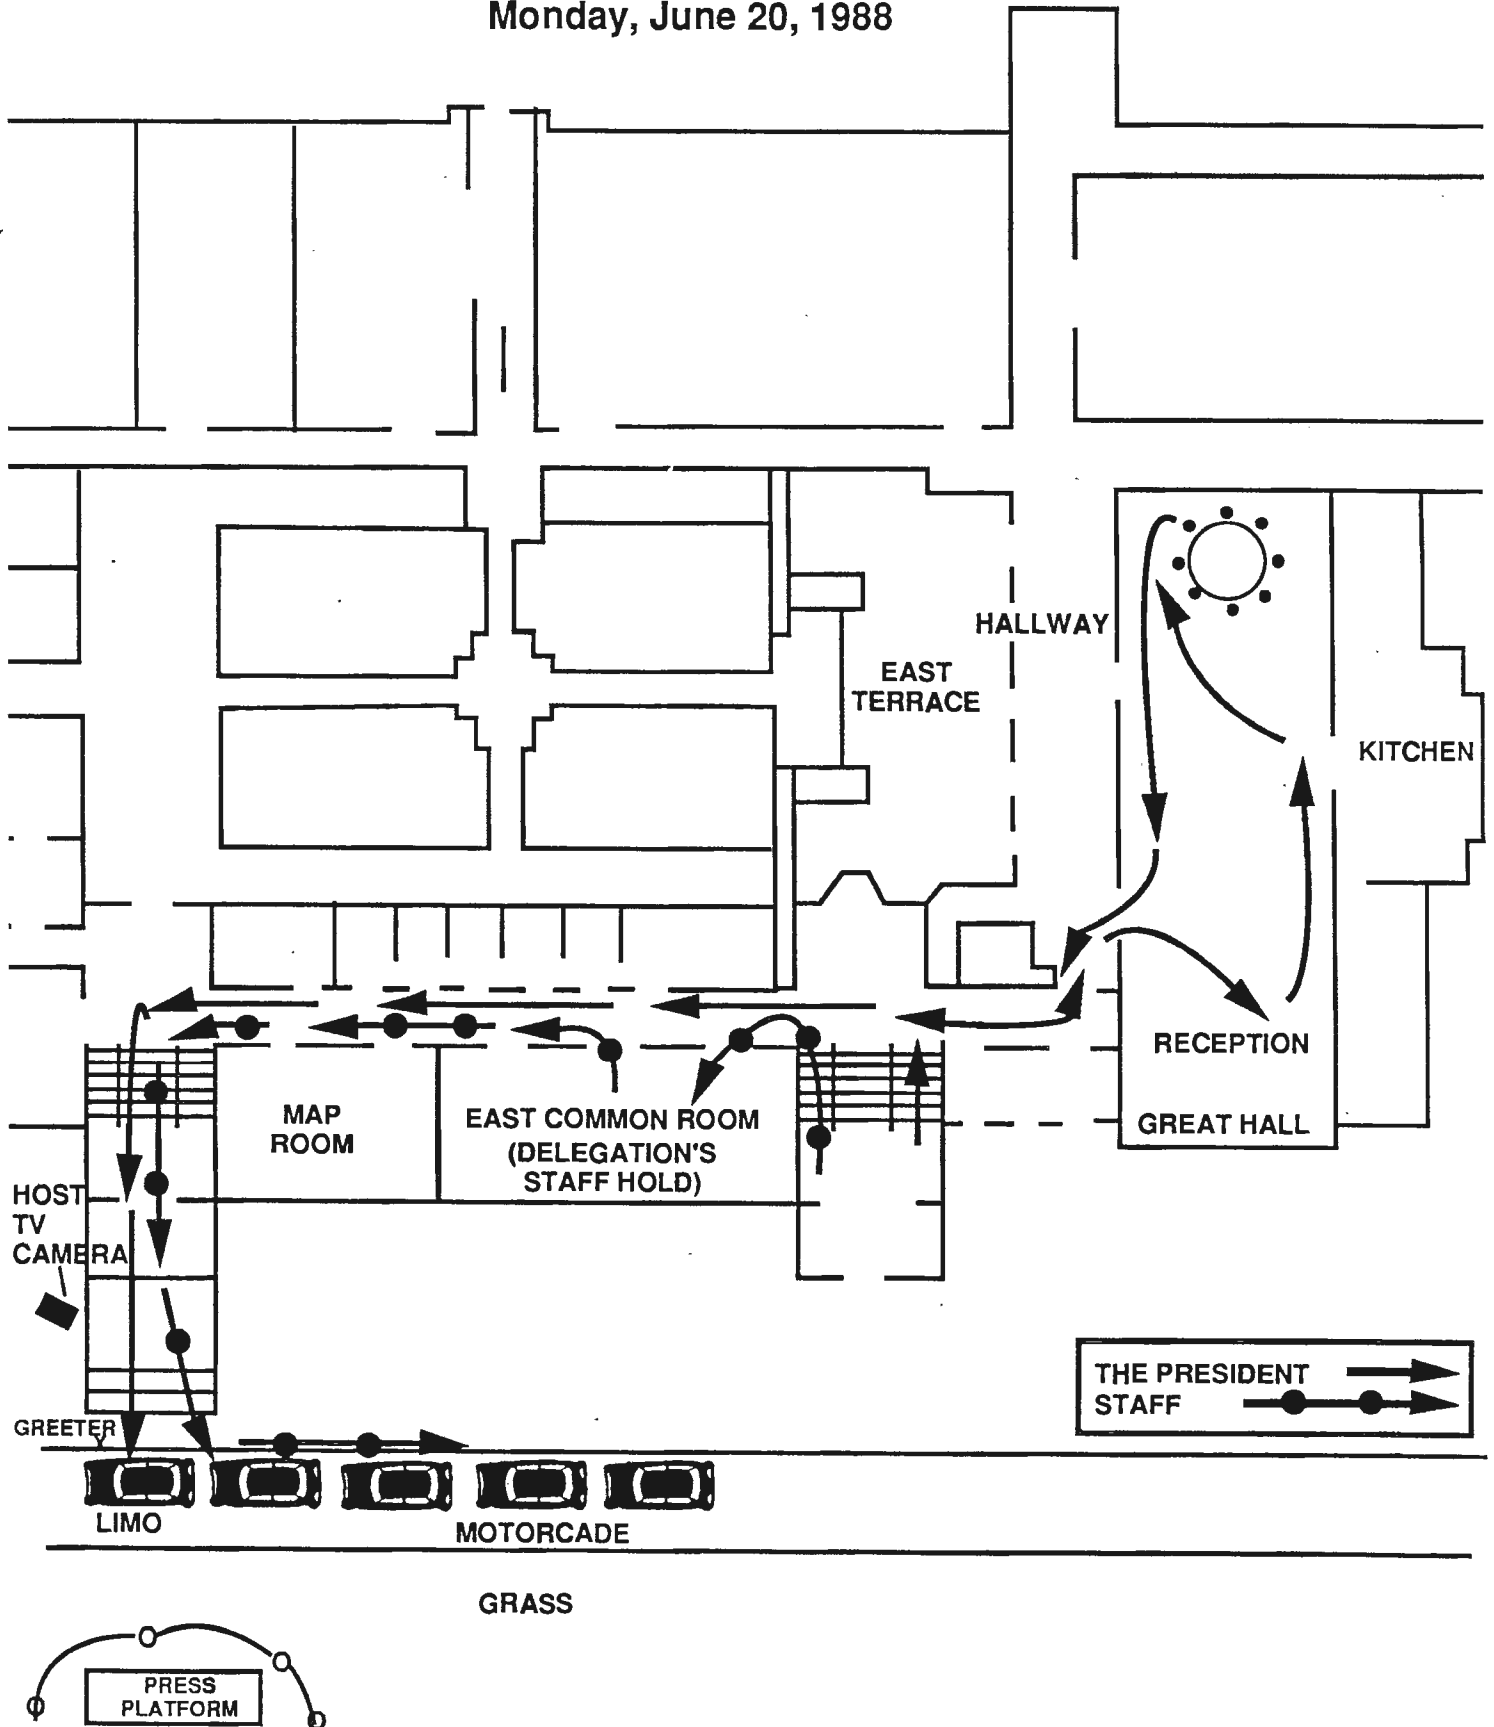 Monday, June 20, 1988
HALLWAY
EAST
TERRACE
KITCHEN
RECEPTION
GREAT HALL
MAP
ROOM
EAST COMMON ROOM
(DELEGATION'S
STAFF HOLD)
HOST
TV
CAMERA
THE PRESIDENT
STAFF
GREETER
X
LIMO
MOTORCADE
GRASS
PRESS
PLATFORM